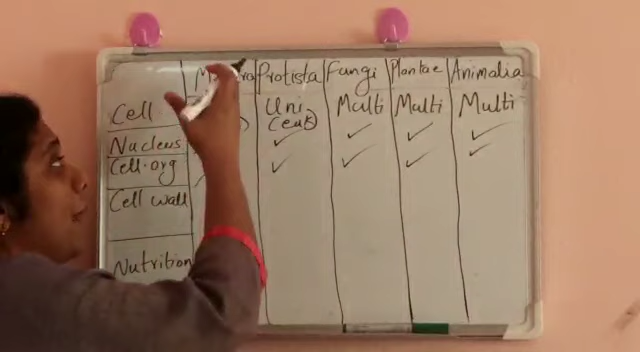 Protista Fungi Plantae Animalia
Cell Uni Multi Multi Multi
(Euk)
Nucleus ✓ ✓ ✓ ✓
Cell.org ✓ ✓ ✓ ✓
Cell wall
Nutrition